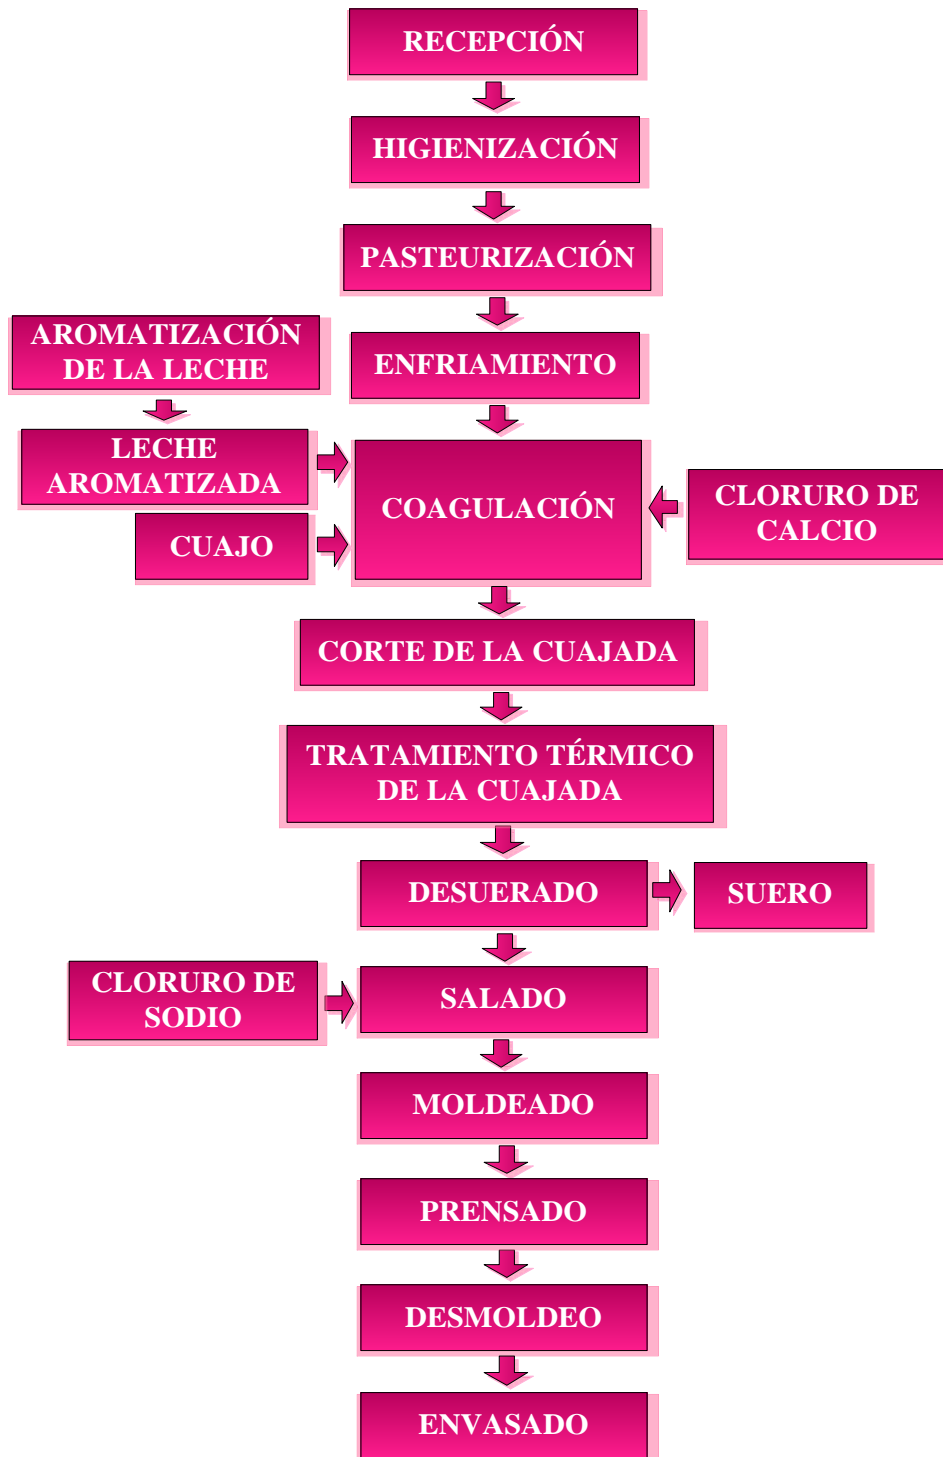 RECEPCIÓN
HIGIENIZACIÓN
PASTEURIZACIÓN
AROMATIZACIÓN
DE LA LECHE
ENFRIAMIENTO
LECHE
AROMATIZADA
CUAJO
COAGULACIÓN
CLORURO DE
CALCIO
CORTE DE LA CUAJADA
TRATAMIENTO TÉRMICO
DE LA CUAJADA
DESUERADO
SUERO
CLORURO DE
SODIO
SALADO
MOLDEADO
PRENSADO
DESMOLDEO
ENVASADO